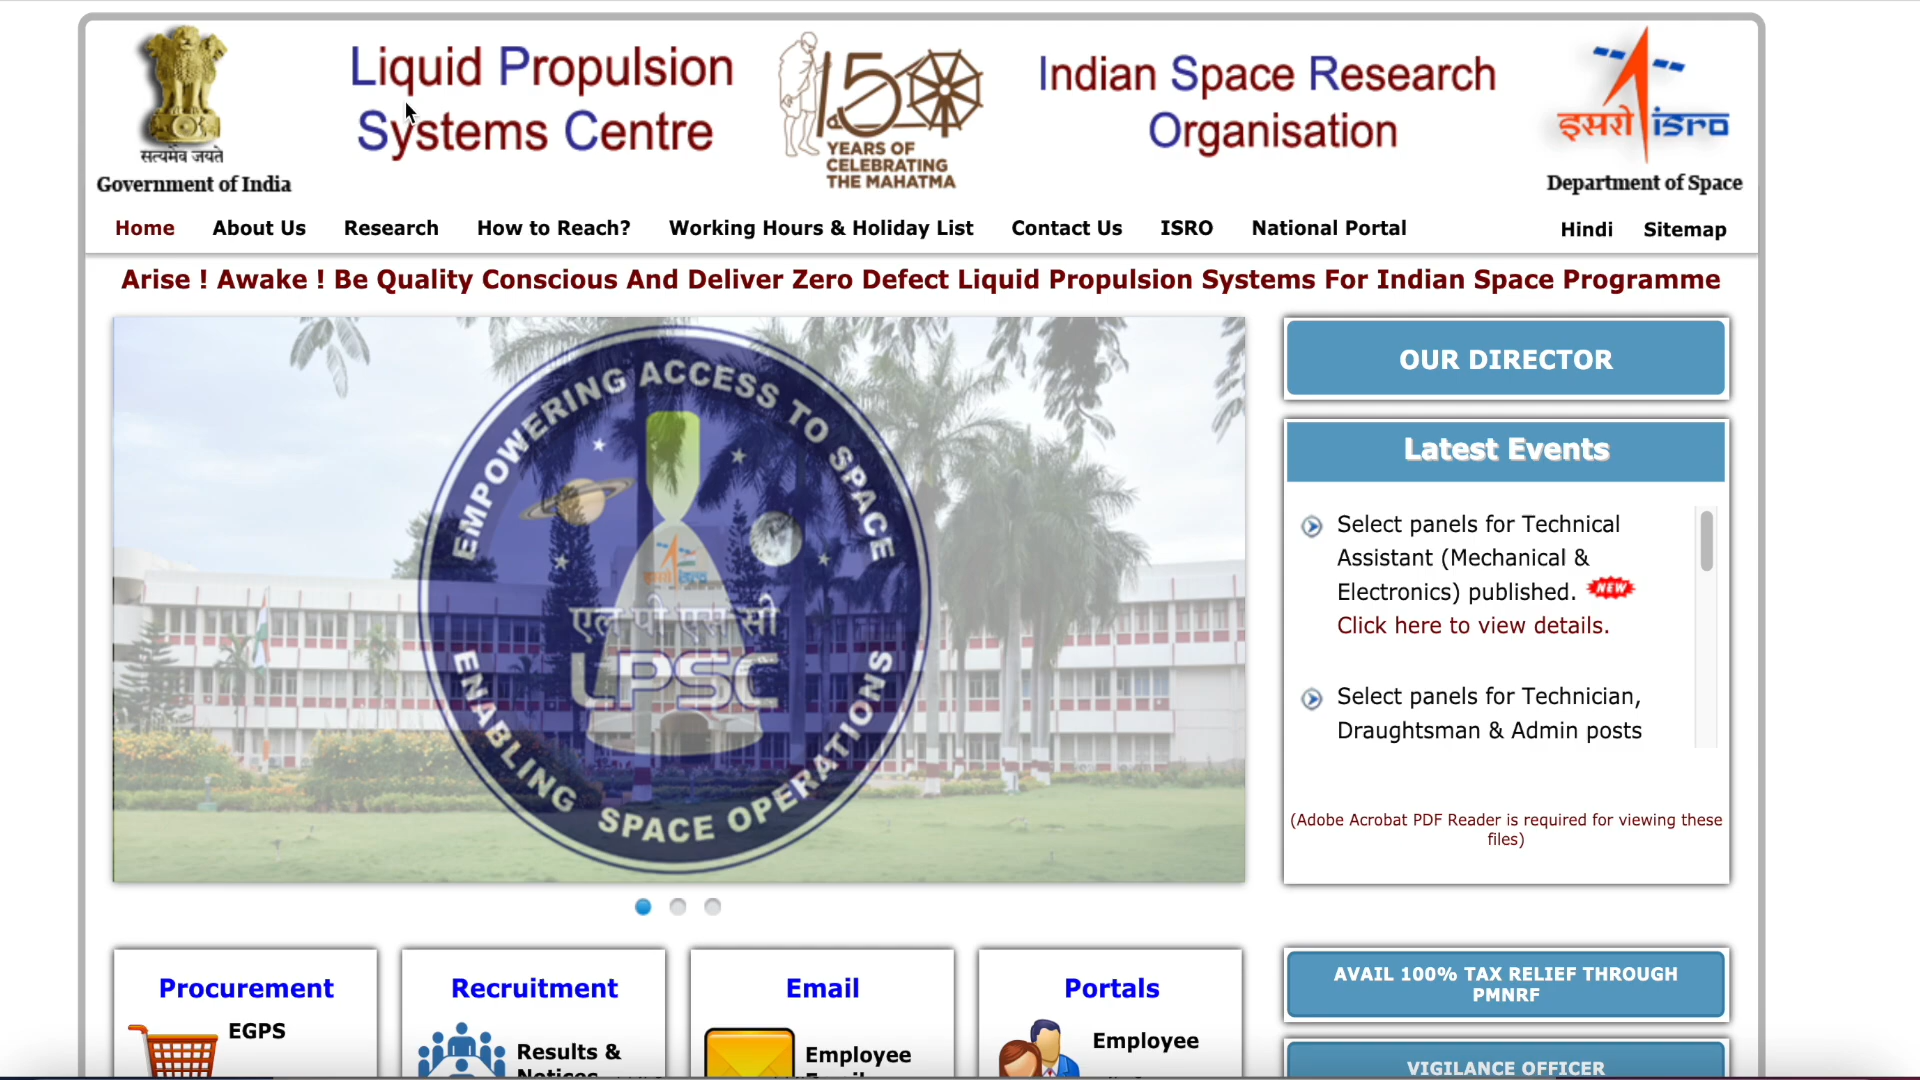 सत्यमेव जयते
Government of India
Liquid Propulsion
Systems Centre
150
YEARS OF
CELEBRATING
THE MAHATMA
Indian Space Research
Organisation
इसरो isro
Department of Space
Home About Us Research How to Reach? Working Hours & Holiday List Contact Us ISRO National Portal Hindi Sitemap
Arise ! Awake ! Be Quality Conscious And Deliver Zero Defect Liquid Propulsion Systems For Indian Space Programme
EMPOWERING ACCESS TO SPACE
इसरो isro
एल पी एस सी
LPSC
ENABLING SPACE OPERATIONS
OUR DIRECTOR
Latest Events
Select panels for Technical
Assistant (Mechanical &
Electronics) published. NEW
Click here to view details.
Select panels for Technician,
Draughtsman & Admin posts
(Adobe Acrobat PDF Reader is required for viewing these
files)
Procurement
EGPS
Recruitment
Results &
Notices
Email
Employee
Email
Portals
Employee
AVAIL 100% TAX RELIEF THROUGH
PMNRF
VIGILANCE OFFICER